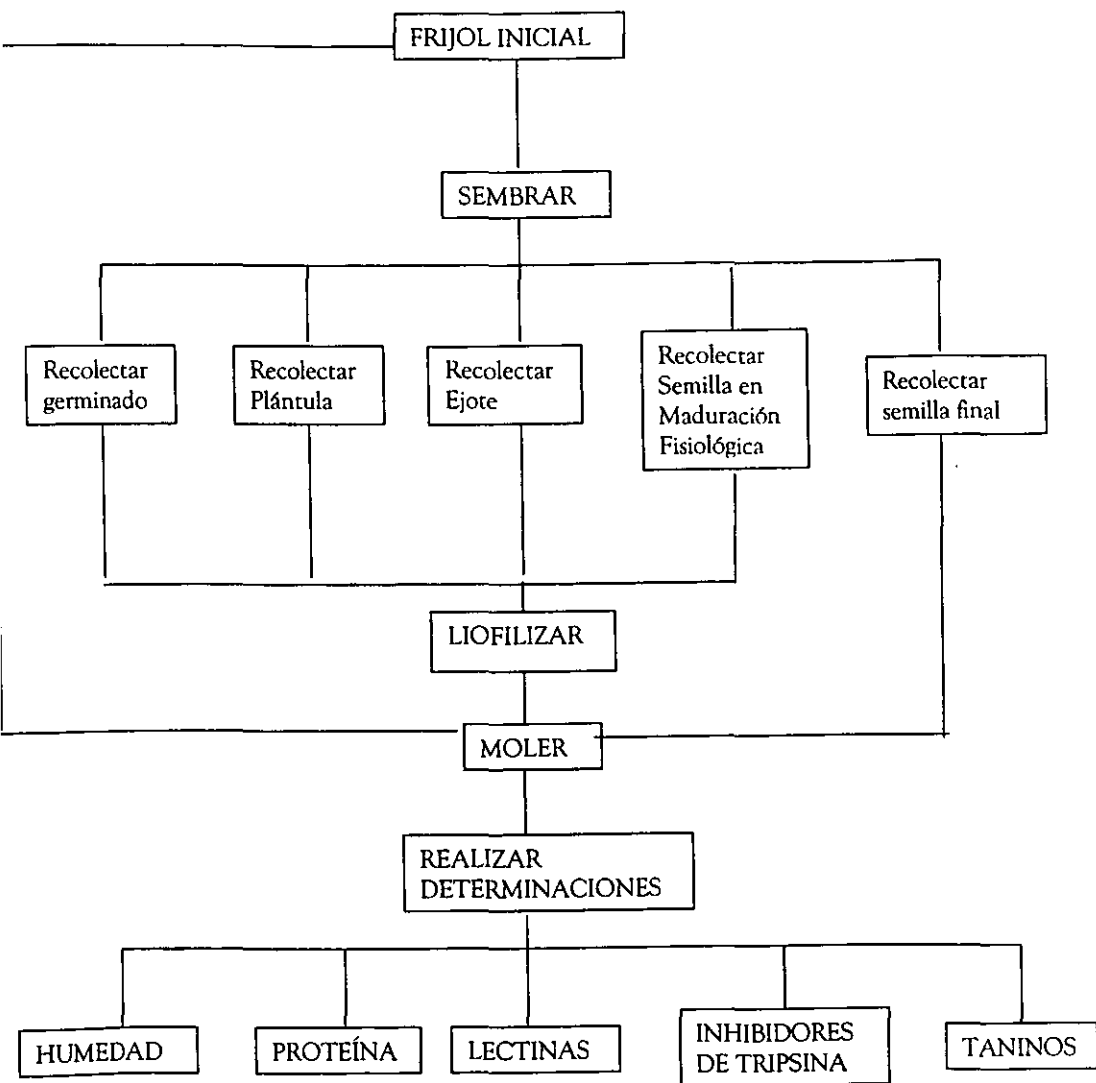 FRIJOL INICIAL
SEMBRAR
Recolectar
germinado
Recolectar
Plántula
Recolectar
Ejote
Recolectar
Semilla en
Maduración
Fisiológica
Recolectar
semilla final
LIOFILIZAR
MOLER
REALIZAR
DETERMINACIONES
HUMEDAD
PROTEÍNA
LECTINAS
INHIBIDORES
DE TRIPSINA
TANINOS